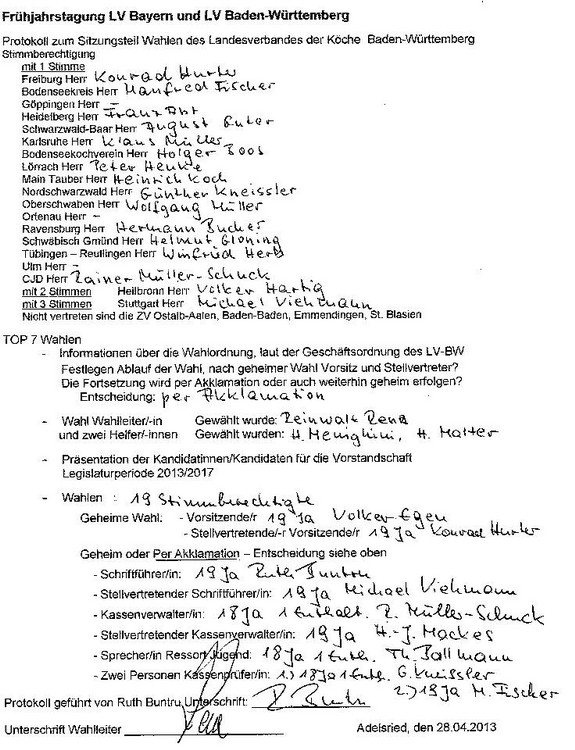 Frühjahrstagung LV Bayern und LV Baden-Württemberg
Protokoll zum Sitzungsteil Wahlen des Landesverbandes der Köche Baden-Württemberg
Stimmberechtigung
mit 1 Stimme
Freiburg Herr Konrad Hurter
Bodenseekreis Herr Manfred Fischer
Göppingen Herr –
Heidelberg Herr Franz Abt
Schwarzwald-Baar Herr August
Karlsruhe Herr Klaus Müller
Bodenseekochverein Herr Holger Boos
Lörrach Herr Peter Henke
Main Tauber Herr Heinrich Koch
Nordschwarzwald Herr Günther Kneissler
Oberschwaben Herr Wolfgang Müller
Ortenau Herr –
Ravensburg Herr Hermann Bucher
Schwäbisch Gmünd Herr Helmut Gloning
Tübingen – Reutlingen Herr Winfried
Ulm Herr –
CJD Herr Rainer Müller-Schuck
mit 2 Stimmen Heilbronn Herr Volker Hartig
mit 3 Stimmen Stuttgart Herr Michael Viehmann
Nicht vertreten sind die ZV Ostalb-Aalen, Baden-Baden, Emmendingen, St. Blasien
TOP 7 Wahlen
- Informationen über die Wahlordnung, laut der Geschäftsordnung des LV-BW
Festlegen Ablauf der Wahl, nach geheimer Wahl Vorsitz und Stellvertreter?
Die Fortsetzung wird per Akklamation oder auch weiterhin geheim erfolgen?
Entscheidung: per Akklamation
- Wahl Wahlleiter/-in Gewählt wurde: Reinwalt Rena
und zwei Helfer/-innen Gewählt wurden: H. Menighini, H. Matter
- Präsentation der Kandidatinnen/Kandidaten für die Vorstandschaft
Legislaturperiode 2013/2017
- Wahlen : 19 Stimmberechtigte
Geheime Wahl: - Vorsitzende/r 19 Ja Volker Egen
- Stellvertretende/-r Vorsitzende/r 19 Ja Konrad Hurter
Geheim oder Per Akklamation – Entscheidung siehe oben
- Schriftführer/in: 19 Ja Ruth Buntru
- Stellvertretender Schriftführer/in: 19 Ja Michael Viehmann
- Kassenverwalter/in: 18 Ja 1 Enthalt. R. Müller-Schuck
- Stellvertretender Kassenverwalter/in: 19 Ja H.-J. Mackes
- Sprecher/in Ressort Jugend: 18 Ja 1 Enth. Th. Ballmann
- Zwei Personen Kassenprüfer/in: 1.) 18 Ja 1 Enth. G. Kneissler
2.) 19 Ja M. Fischer
Protokoll geführt von Ruth Buntru Unterschrift: R. Buntru
Unterschrift Wahlleiter Adelsried, den 28.04.2013